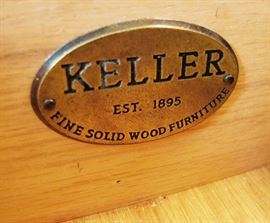 KELLER
EST. 1895
FINE SOLID WOOD FURNITURE